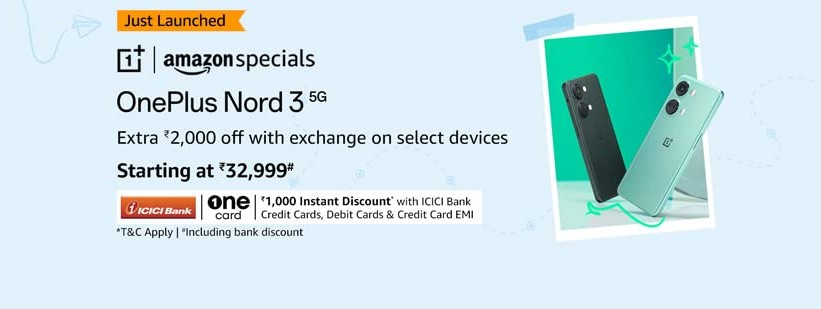 Just Launched
1+ | amazonspecials
OnePlus Nord 3 5G
Extra ₹2,000 off with exchange on select devices
Starting at ₹32,999#
ICICI Bank | one card | ₹1,000 Instant Discount* with ICICI Bank
Credit Cards, Debit Cards & Credit Card EMI
*T&C Apply | #Including bank discount
1+